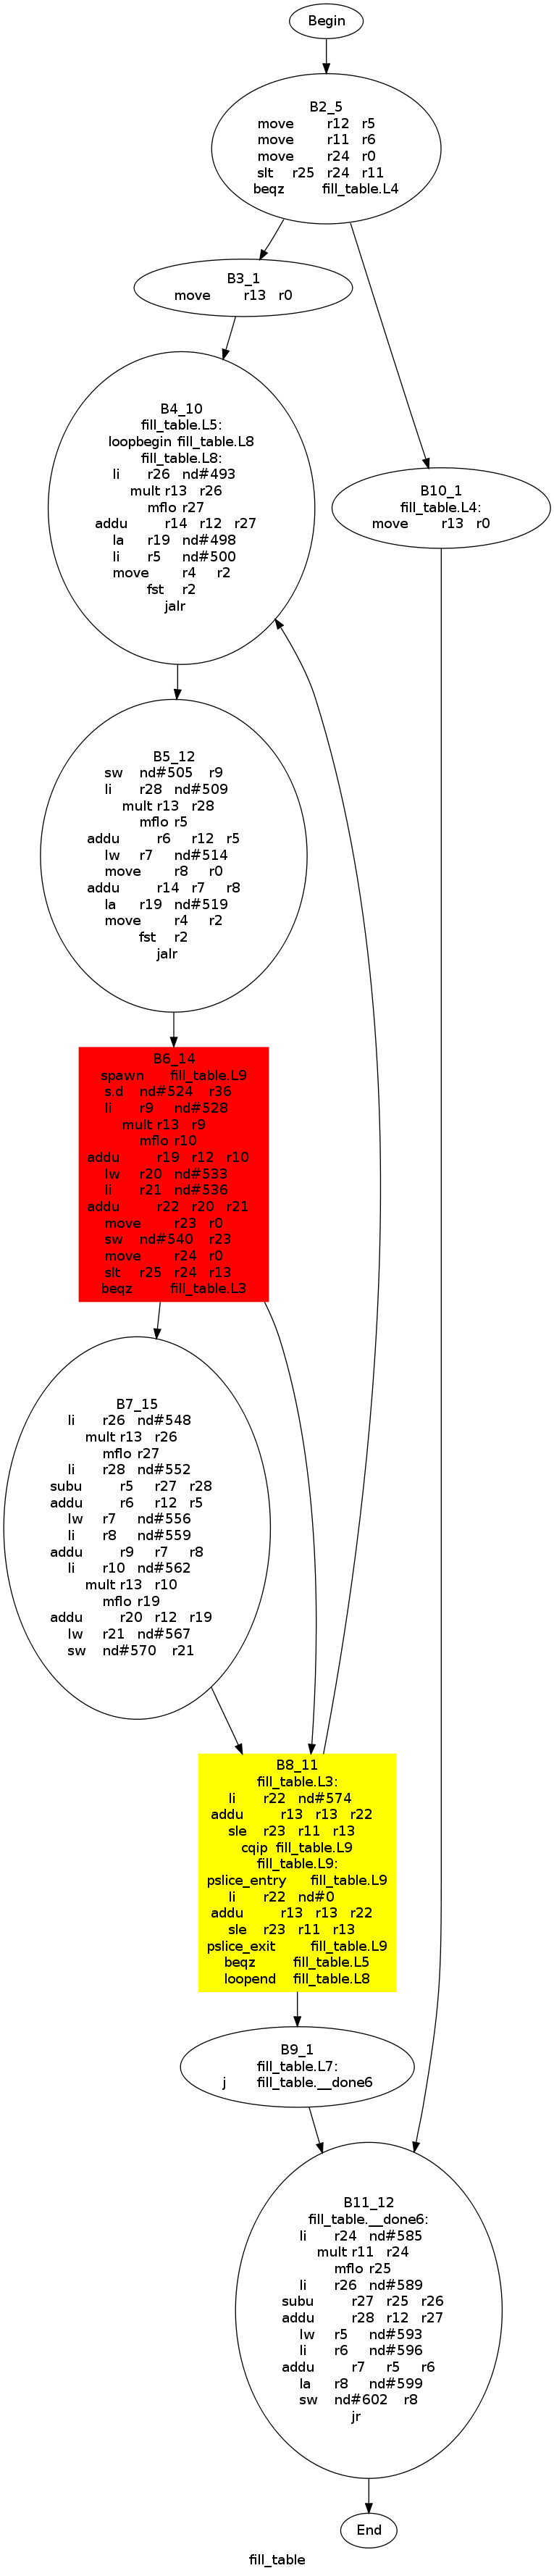 Begin
B2_5
move r12 r5
move r11 r6
move r24 r0
slt r25 r24 r11
beqz fill_table.L4
B3_1
move r13 r0
B4_10
fill_table.L5:
loopbegin fill_table.L8
fill_table.L8:
li r26 nd#493
mult r13 r26
mflo r27
addu r14 r12 r27
la r19 nd#498
li r5 nd#500
move r4 r2
fst r2
jalr
B10_1
fill_table.L4:
move r13 r0
B5_12
sw nd#505 r9
li r28 nd#509
mult r13 r28
mflo r5
addu r6 r12 r5
lw r7 nd#514
move r8 r0
addu r14 r7 r8
la r19 nd#519
move r4 r2
fst r2
jalr
B6_14
spawn fill_table.L9
s.d nd#524 r36
li r9 nd#528
mult r13 r9
mflo r10
addu r19 r12 r10
lw r20 nd#533
li r21 nd#536
addu r22 r20 r21
move r23 r0
sw nd#540 r23
move r24 r0
slt r25 r24 r13
beqz fill_table.L3
B7_15
li r26 nd#548
mult r13 r26
mflo r27
li r28 nd#552
subu r5 r27 r28
addu r6 r12 r5
lw r7 nd#556
li r8 nd#559
addu r9 r7 r8
li r10 nd#562
mult r13 r10
mflo r19
addu r20 r12 r19
lw r21 nd#567
sw nd#570 r21
B8_11
fill_table.L3:
li r22 nd#574
addu r13 r13 r22
sle r23 r11 r13
cqip fill_table.L9
fill_table.L9:
pslice_entry fill_table.L9
li r22 nd#0
addu r13 r13 r22
sle r23 r11 r13
pslice_exit fill_table.L9
beqz fill_table.L5
loopend fill_table.L8
B9_1
fill_table.L7:
j fill_table.__done6
B11_12
fill_table.__done6:
li r24 nd#585
mult r11 r24
mflo r25
li r26 nd#589
subu r27 r25 r26
addu r28 r12 r27
lw r5 nd#593
li r6 nd#596
addu r7 r5 r6
la r8 nd#599
sw nd#602 r8
jr
End
fill_table